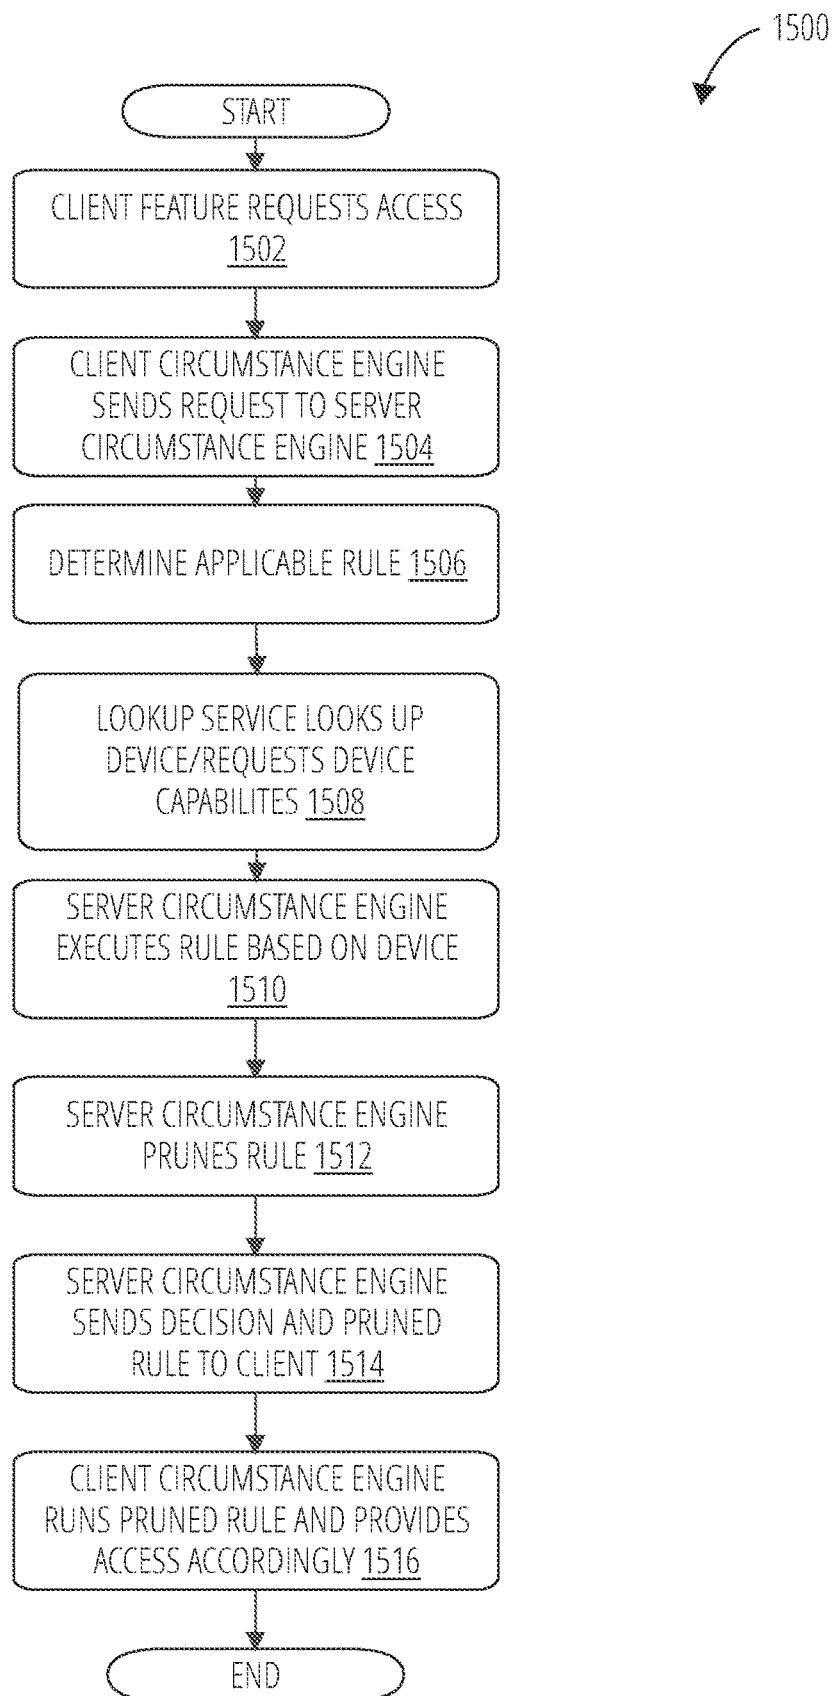 1500
START
CLIENT FEATURE REQUESTS ACCESS
1502
CLIENT CIRCUMSTANCE ENGINE
SENDS REQUEST TO SERVER
CIRCUMSTANCE ENGINE 1504
DETERMINE APPLICABLE RULE 1506
LOOKUP SERVICE LOOKS UP
DEVICE/REQUESTS DEVICE
CAPABILITES 1508
SERVER CIRCUMSTANCE ENGINE
EXECUTES RULE BASED ON DEVICE
1510
SERVER CIRCUMSTANCE ENGINE
PRUNES RULE 1512
SERVER CIRCUMSTANCE ENGINE
SENDS DECISION AND PRUNED
RULE TO CLIENT 1514
CLIENT CIRCUMSTANCE ENGINE
RUNS PRUNED RULE AND PROVIDES
ACCESS ACCORDINGLY 1516
END